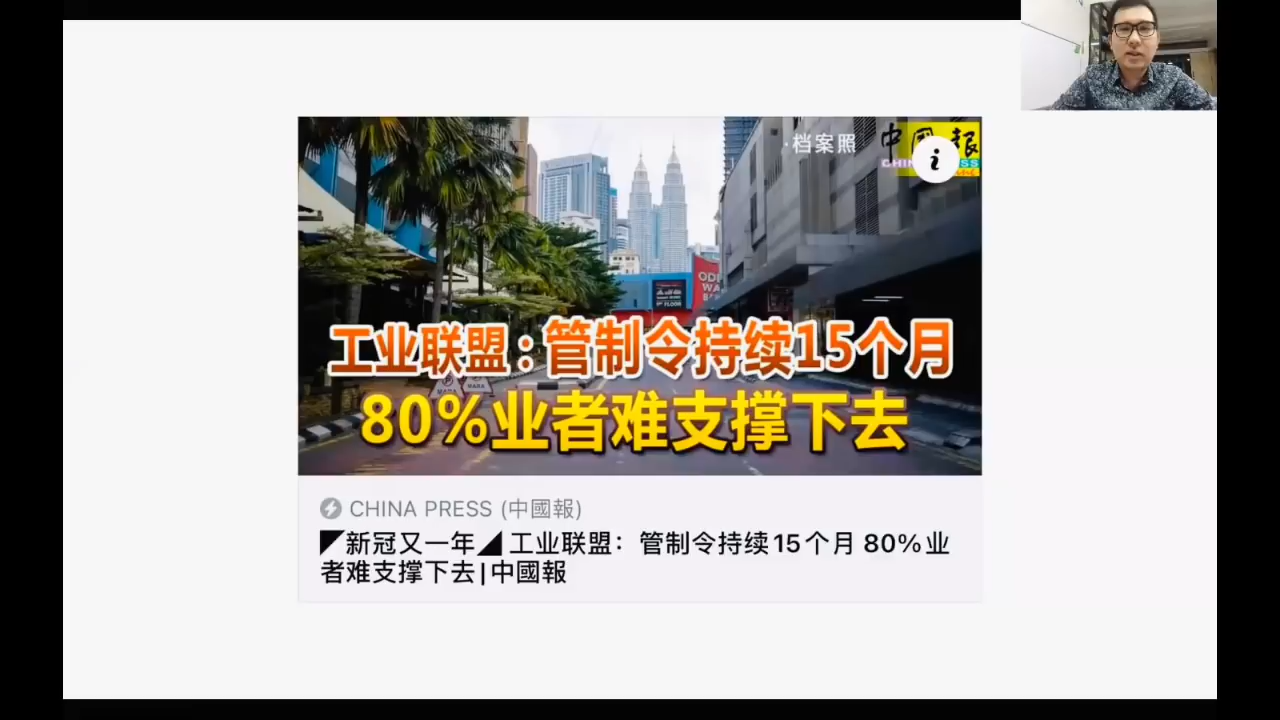 ·档案照
中國報
工业联盟:管制令持续15个月
80%业者难支撑下去
CHINA PRESS (中國報)
◤新冠又一年◢ 工业联盟：管制令持续15个月 80%业
者难支撑下去|中國報